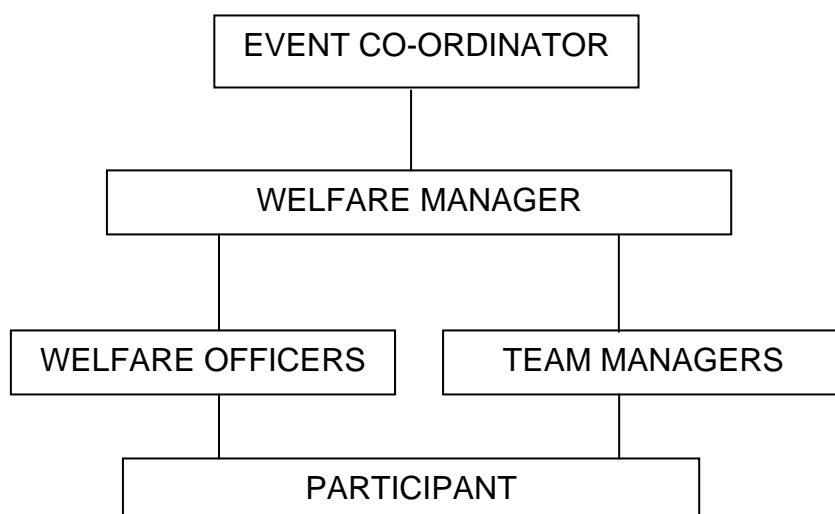 EVENT CO-ORDINATOR
WELFARE MANAGER
WELFARE OFFICERS
TEAM MANAGERS
PARTICIPANT